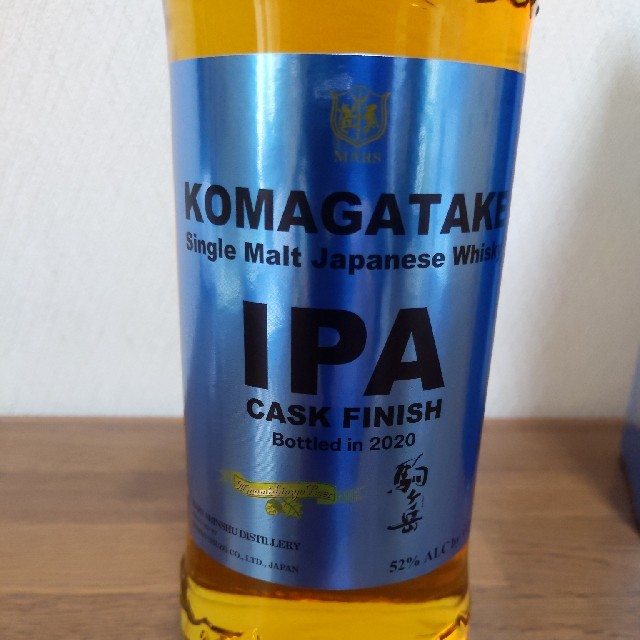 MARS
KOMAGATAKE
Single Malt Japanese Whisky
IPA
CASK FINISH
Bottled in 2020
駒ヶ岳
DISTILLERY
CO., LTD., JAPAN
52% ALC